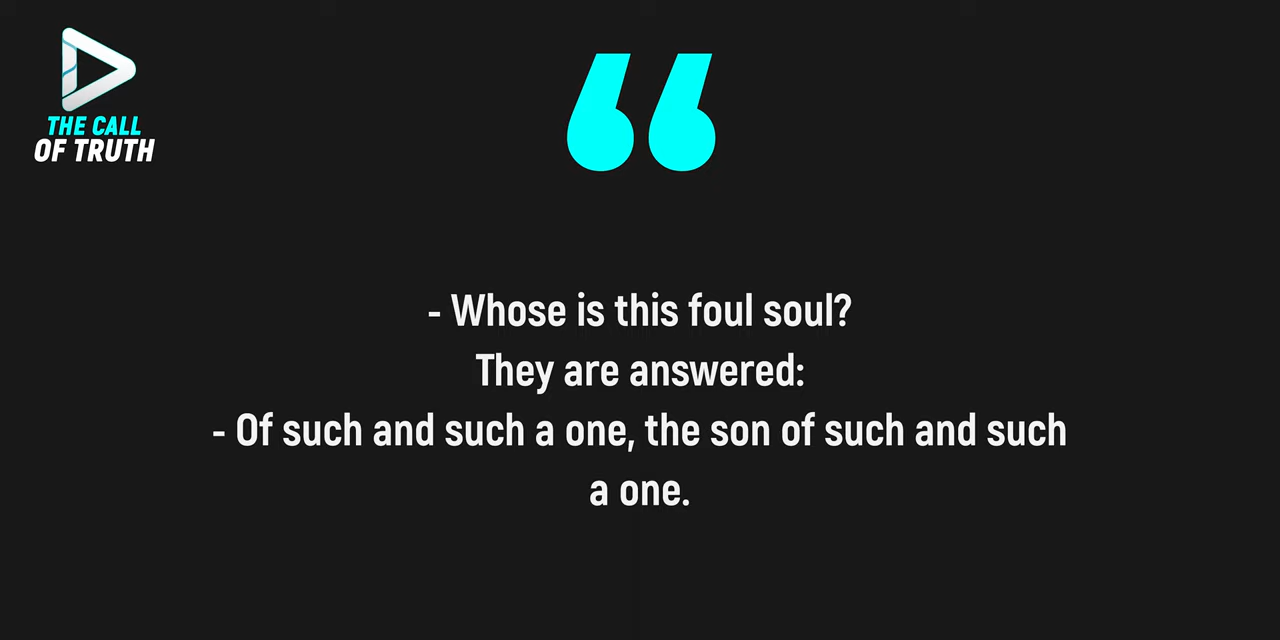 THE CALL
OF TRUTH
- Whose is this foul soul?
They are answered:
- Of such and such a one, the son of such and such
a one.